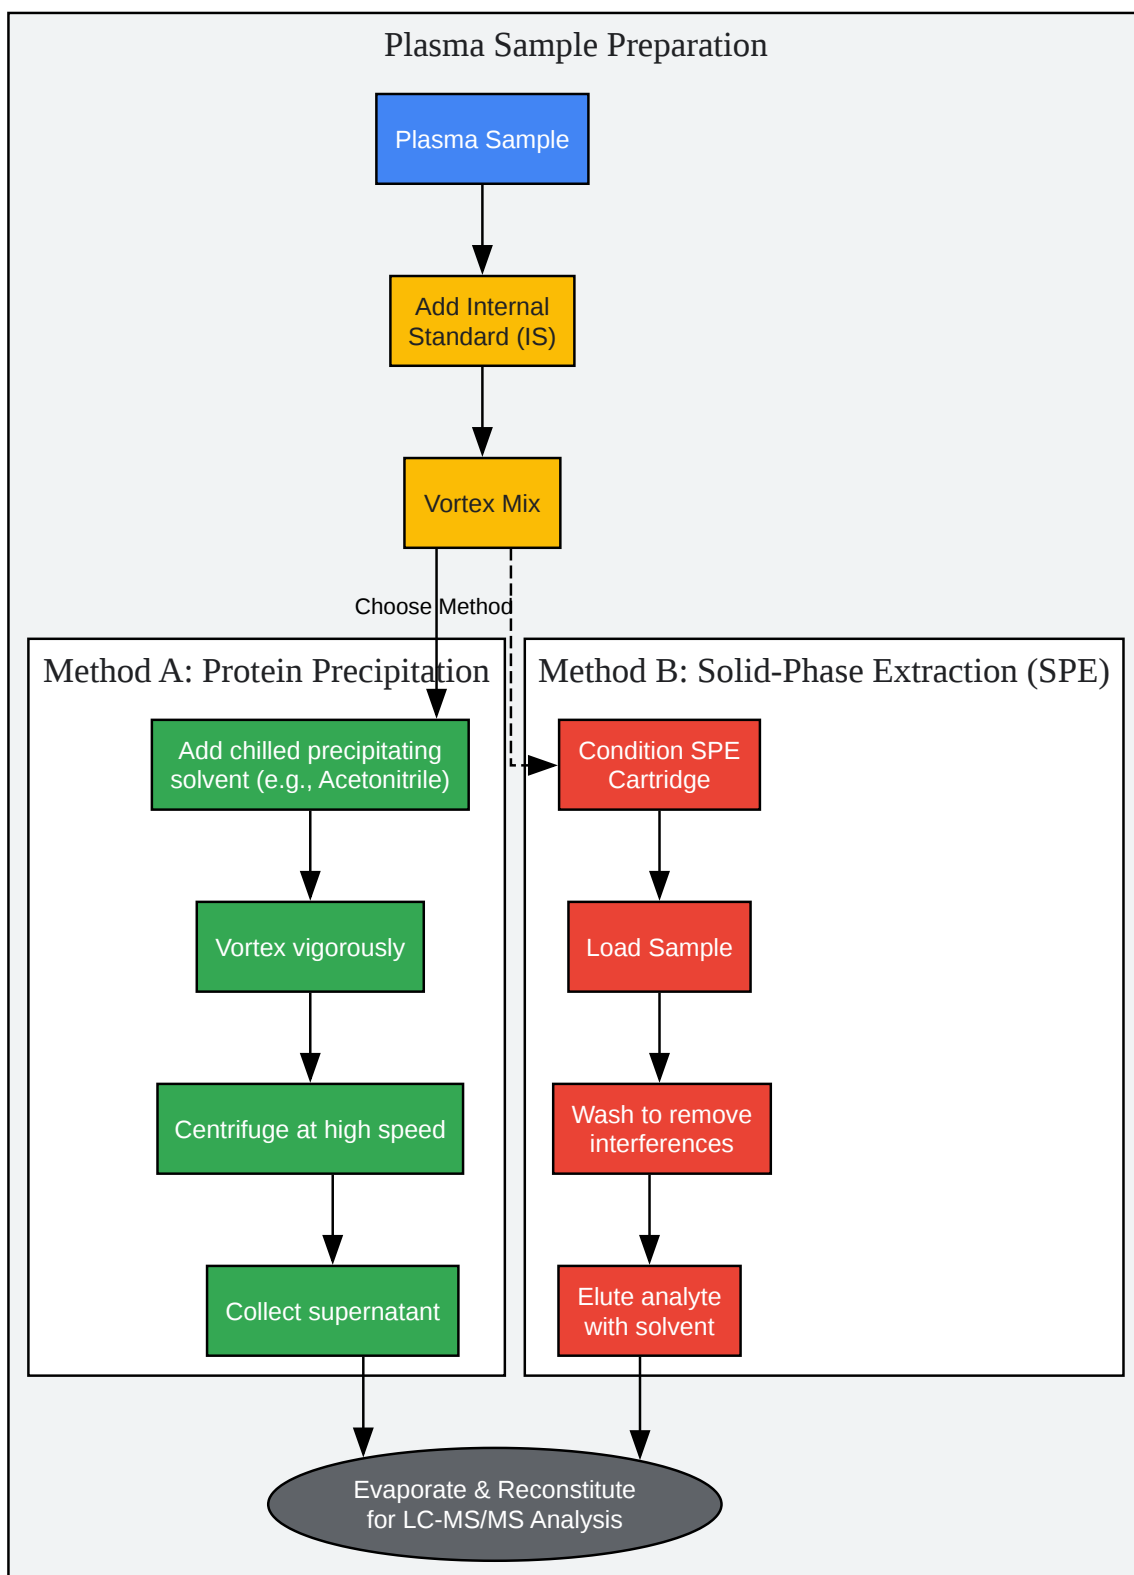 Plasma Sample Preparation
Plasma Sample
Add Internal
Standard (IS)
Vortex Mix
Choose Method
Method A: Protein Precipitation
Add chilled precipitating
solvent (e.g., Acetonitrile)
Vortex vigorously
Centrifuge at high speed
Collect supernatant
Method B: Solid-Phase Extraction (SPE)
Condition SPE
Cartridge
Load Sample
Wash to remove
interferences
Elute analyte
with solvent
Evaporate & Reconstitute
for LC-MS/MS Analysis